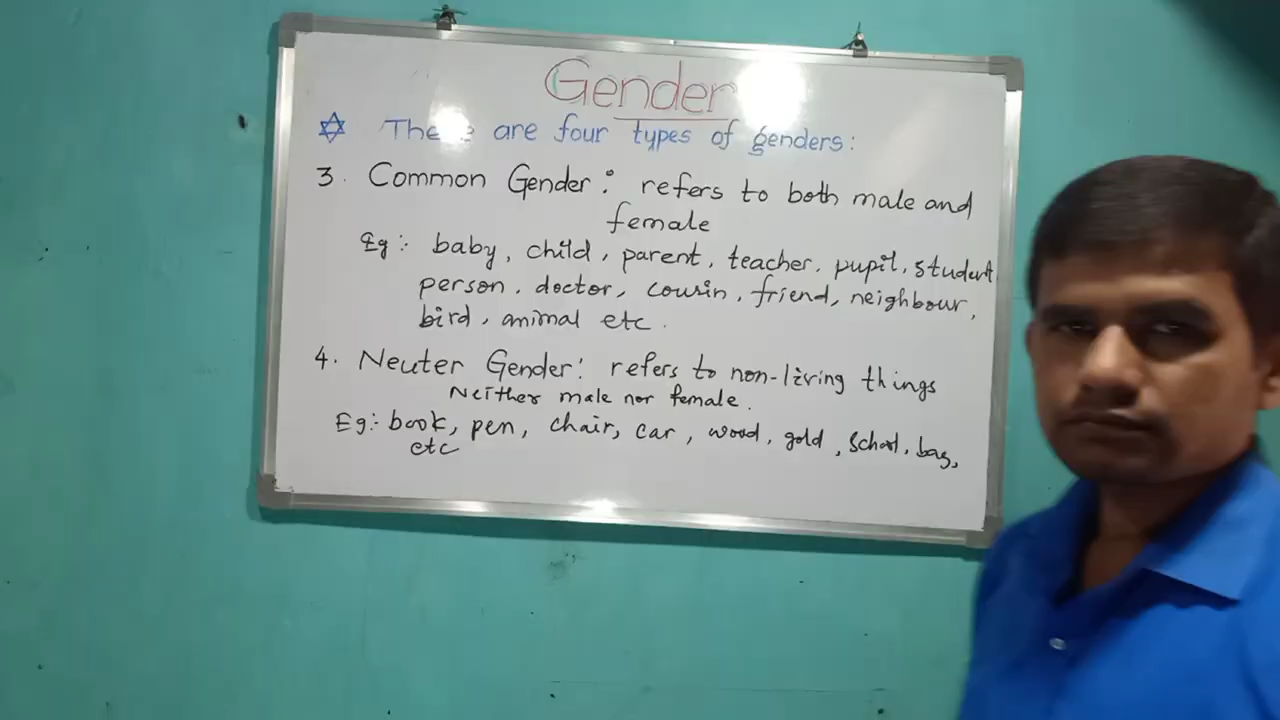 Gender
There are four types of genders:
3. Common Gender: refers to both male and
female
Eg:- baby, child, parent, teacher, pupil, student
person, doctor, cousin, friend, neighbour,
bird, animal etc.
4. Neuter Gender: refers to non-living things
Neither male nor female.
Eg:- book, pen, chair, car, wood, gold, school, bag,
etc